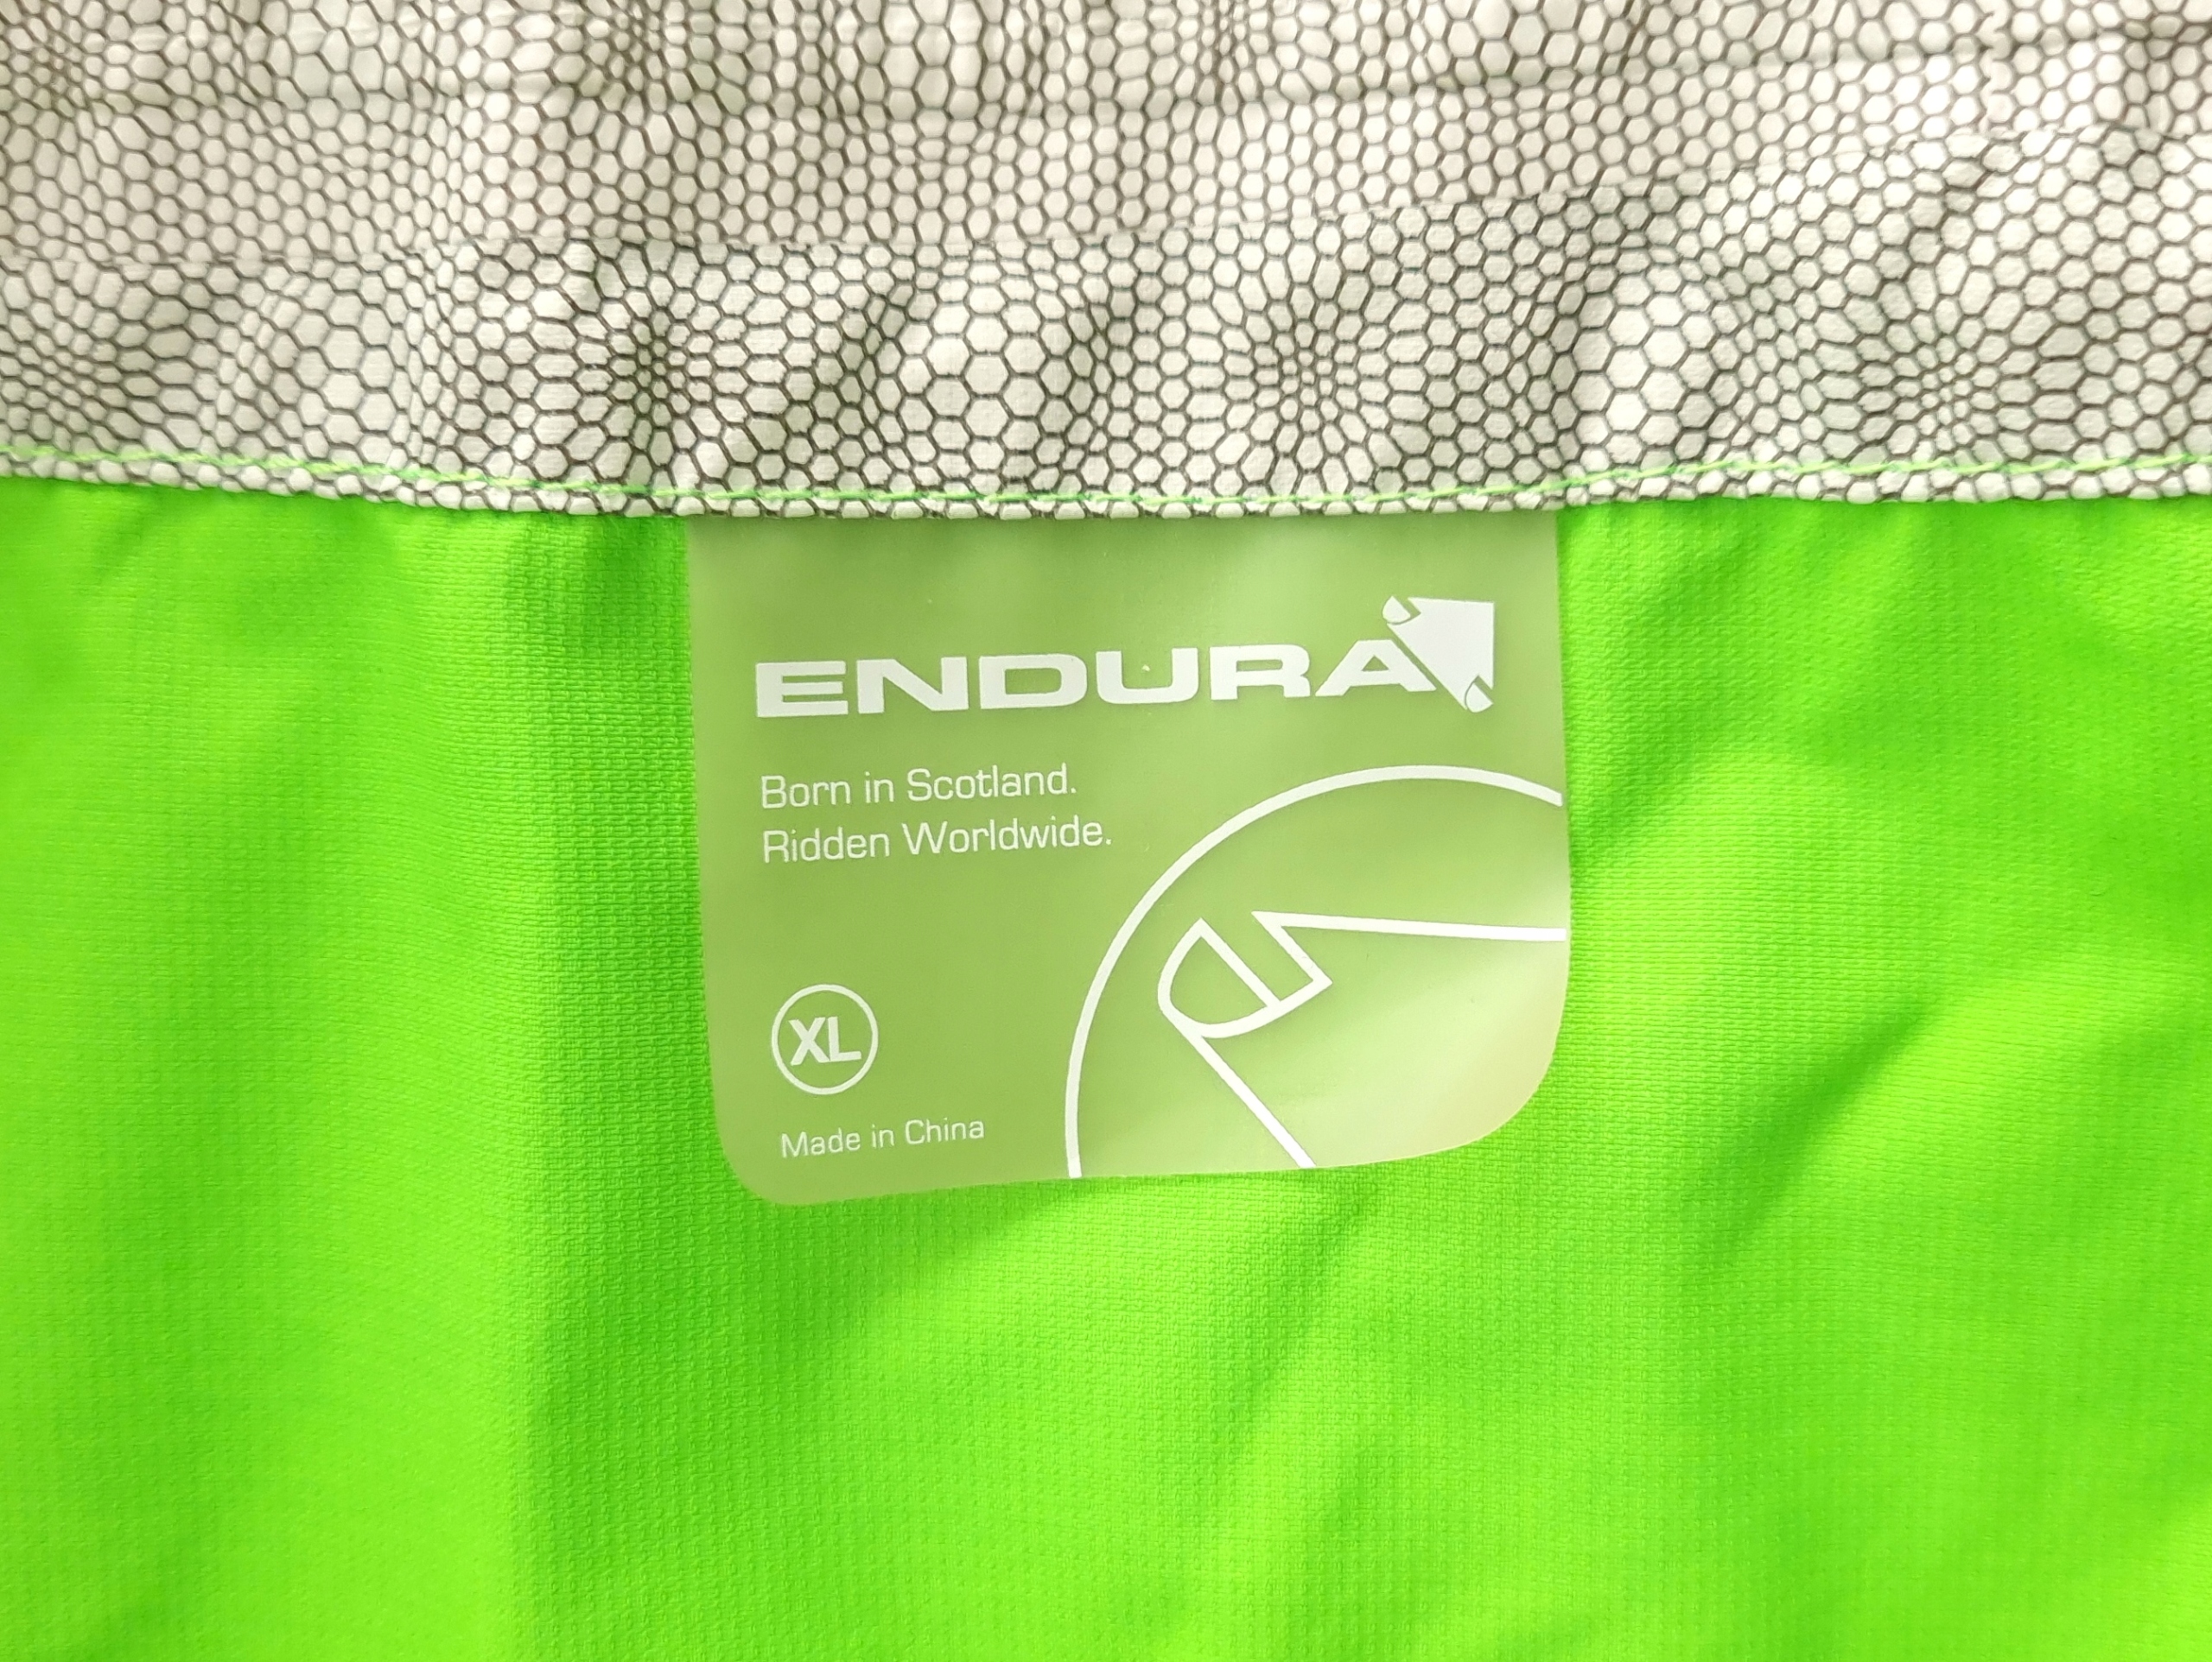 ENDURA
Born in Scotland.
Ridden Worldwide.
XL
Made in China